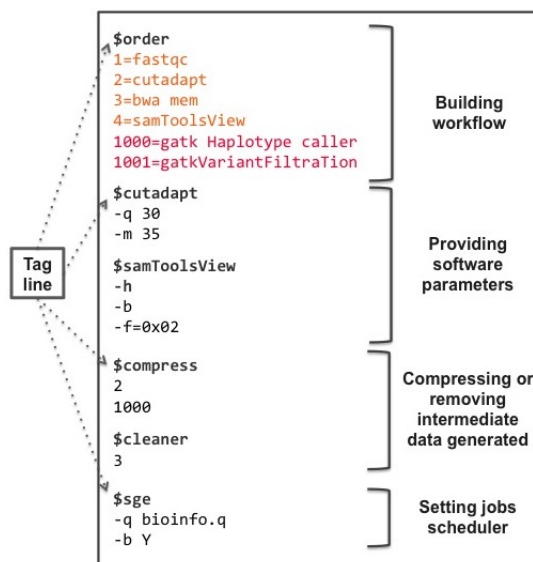 $order
1=fastqc
2=cutadapt
3=bwa mem
4=samToolsView
1000=gatk Haplotype caller
1001=gatkVariantFiltraTion
Building
workflow
$cutadapt
-q 30
-m 35
$samToolsView
-h
-b
-f=0x02
Providing
software
parameters
Tag
line
$compress
2
1000
$cleaner
3
Compressing or
removing
intermediate
data generated
$sge
-q bioinfo.q
-b Y
Setting jobs
scheduler